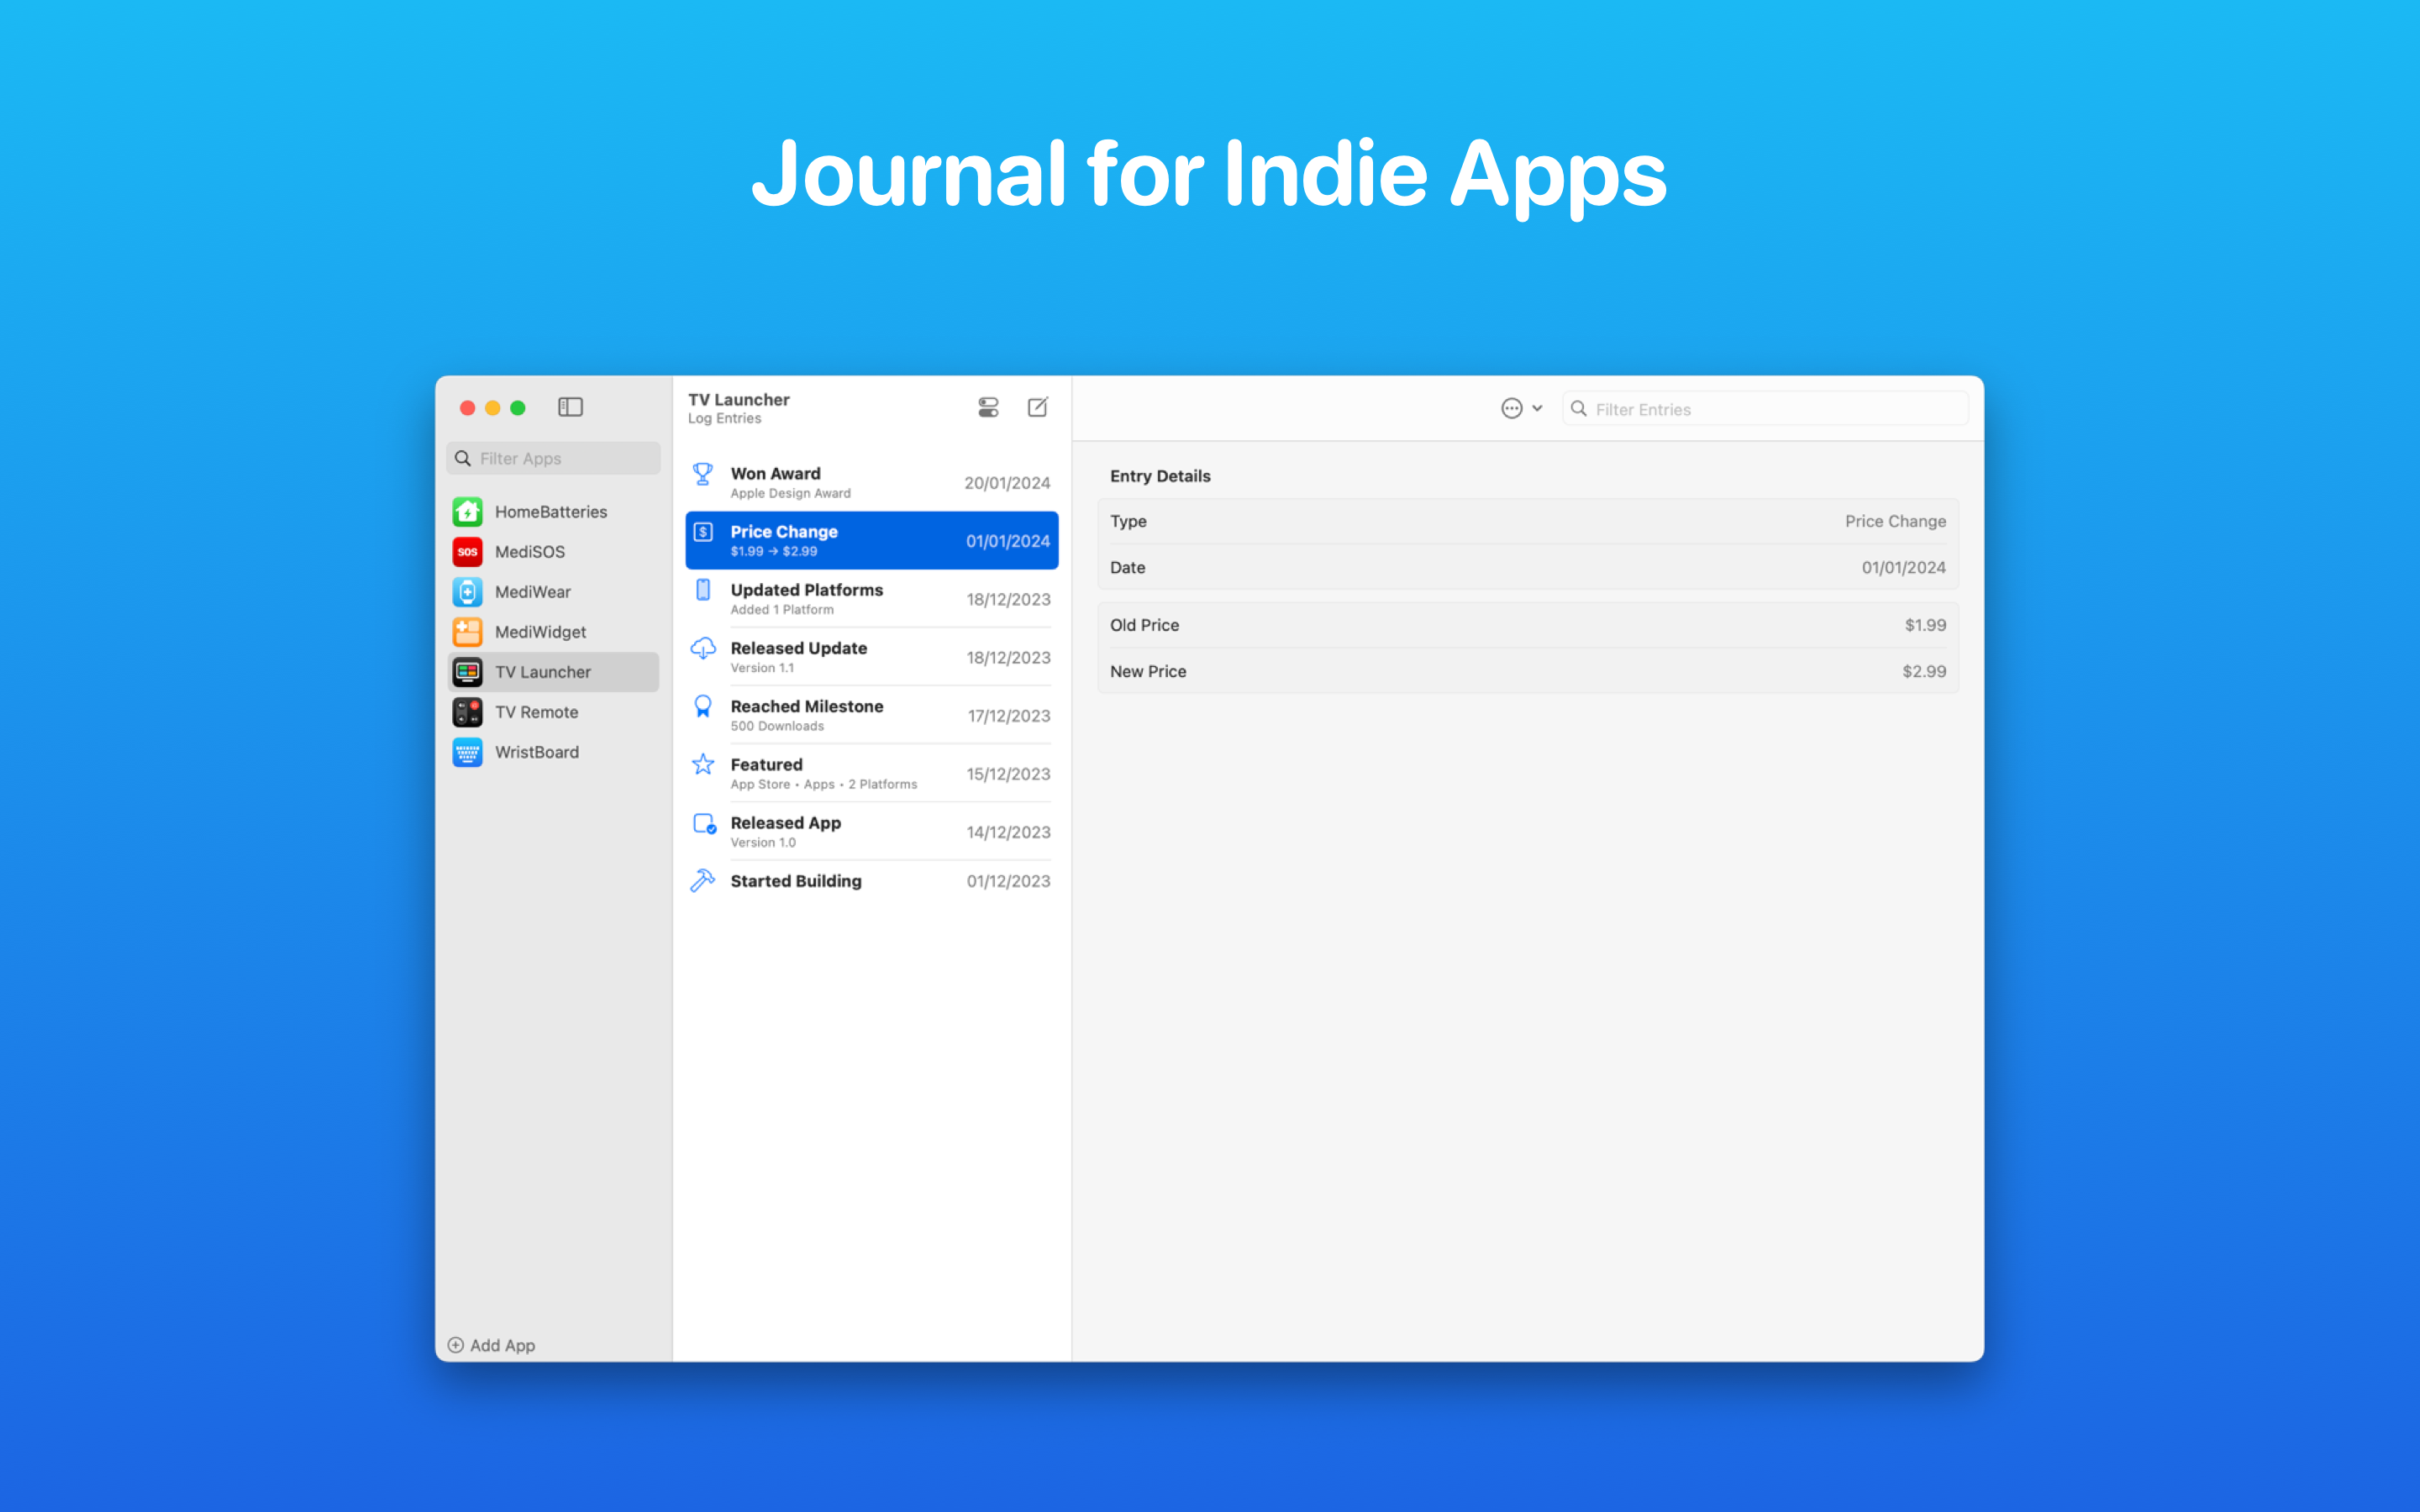 Journal for Indie Apps
Filter Apps
HomeBatteries
SOS
MediSOS
MediWear
MediWidget
TV Launcher
TV Remote
WristBoard
Add App
TV Launcher
Log Entries
Won Award
Apple Design Award
20/01/2024
$
Price Change
$1.99 → $2.99
01/01/2024
Updated Platforms
Added 1 Platform
18/12/2023
Released Update
Version 1.1
18/12/2023
Reached Milestone
500 Downloads
17/12/2023
Featured
App Store • Apps • 2 Platforms
15/12/2023
Released App
Version 1.0
14/12/2023
Started Building
01/12/2023
Filter Entries
Entry Details
Type
Price Change
Date
01/01/2024
Old Price
$1.99
New Price
$2.99